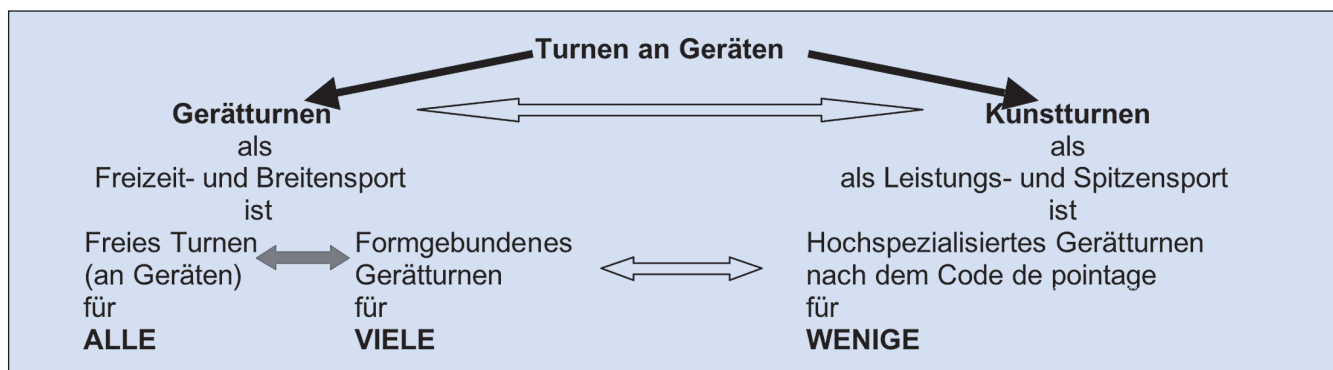 Turnen an Geräten
Gerätturnen
als
Freizeit- und Breitensport
ist
Freies Turnen
(an Geräten)
für
ALLE
Formgebundenes
Gerätturnen
für
VIELE
Kunstturnen
als
als Leistungs- und Spitzensport
ist
Hochspezialisiertes Gerätturnen
nach dem Code de pointage
für
WENIGE